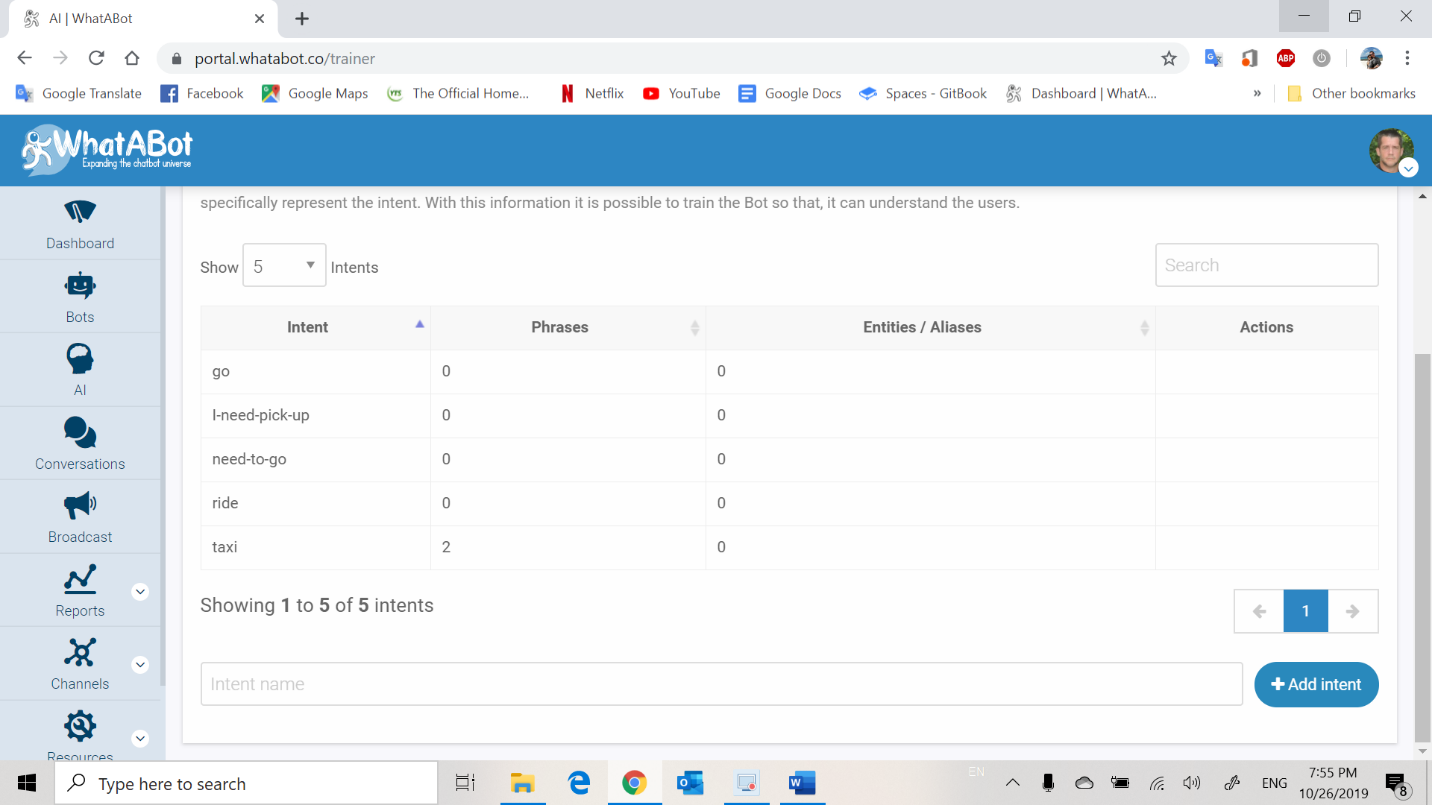 AI | WhatABot
portal.whatabot.co/trainer
ABP
Google Translate Facebook Google Maps The Official Home... Netflix YouTube Google Docs Spaces - GitBook Dashboard | WhatA... » Other bookmarks
WhatABot
Expanding the chatbot universe
Dashboard
Bots
AI
Conversations
Broadcast
Reports
Channels
Resources
specifically represent the intent. With this information it is possible to train the Bot so that, it can understand the users.
Show 5 Intents
Search
Intent Phrases Entities / Aliases Actions
go 0 0
I-need-pick-up 0 0
need-to-go 0 0
ride 0 0
taxi 2 0
Showing 1 to 5 of 5 intents
1
Intent name
+ Add intent
Type here to search
EN
ENG
7:55 PM
10/26/2019
8